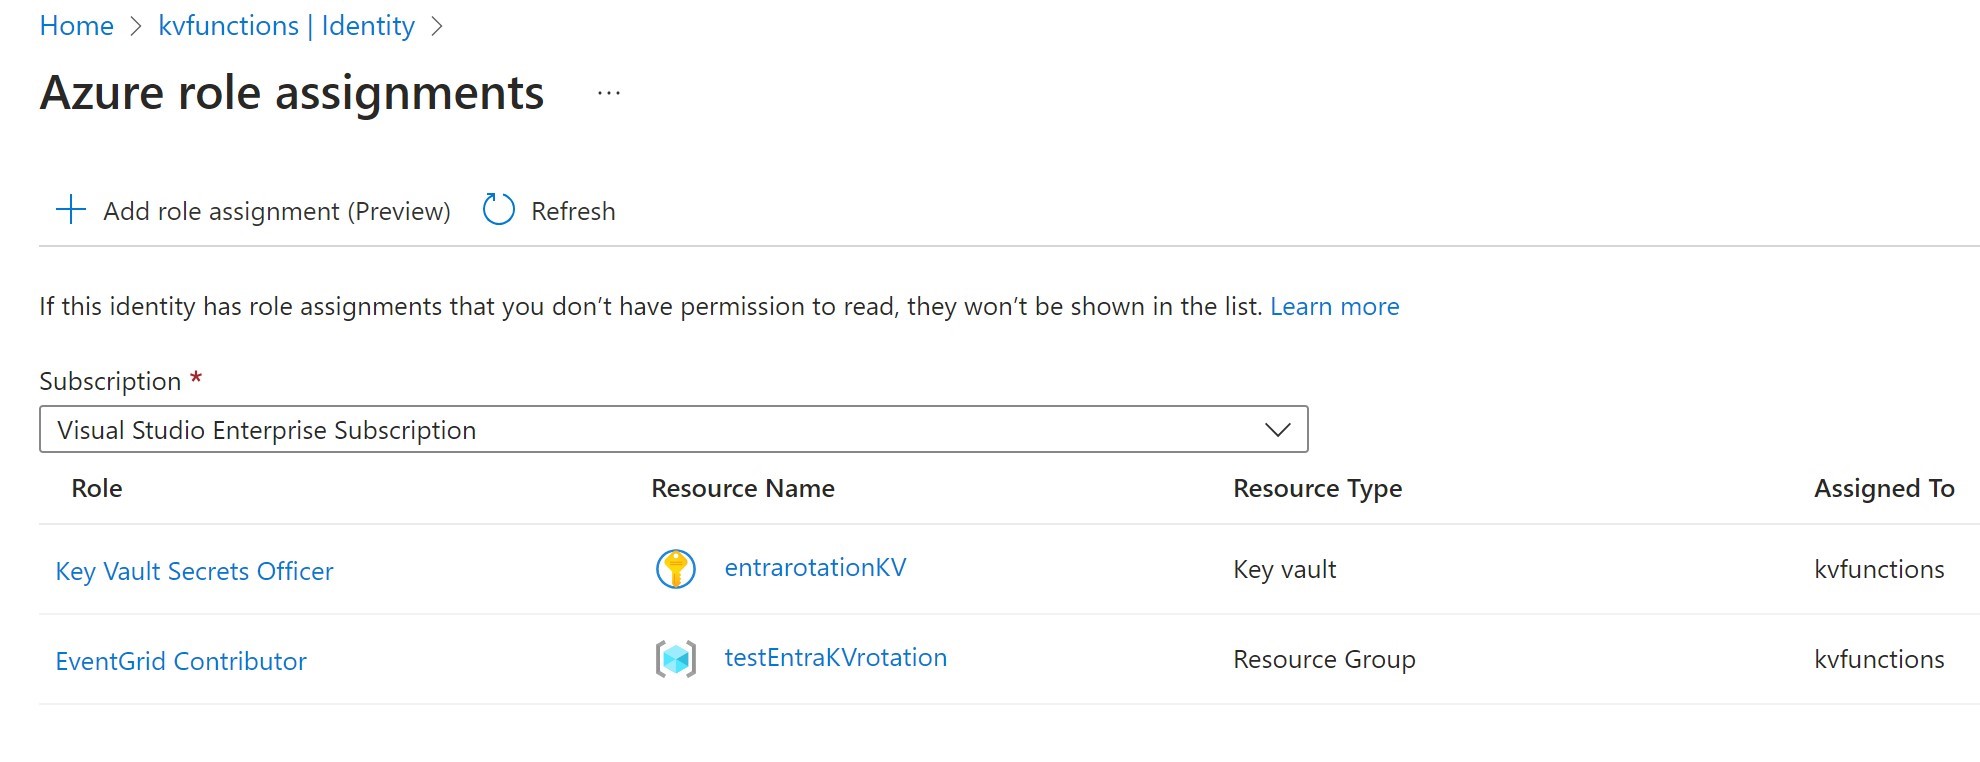 Home > kvfunctions | Identity >
Azure role assignments ...
Add role assignment (Preview) Refresh
If this identity has role assignments that you don’t have permission to read, they won’t be shown in the list. Learn more
Subscription *
Visual Studio Enterprise Subscription
Role Resource Name Resource Type Assigned To
Key Vault Secrets Officer entrarotationKV Key vault kvfunctions
EventGrid Contributor testEntraKVrotation Resource Group kvfunctions